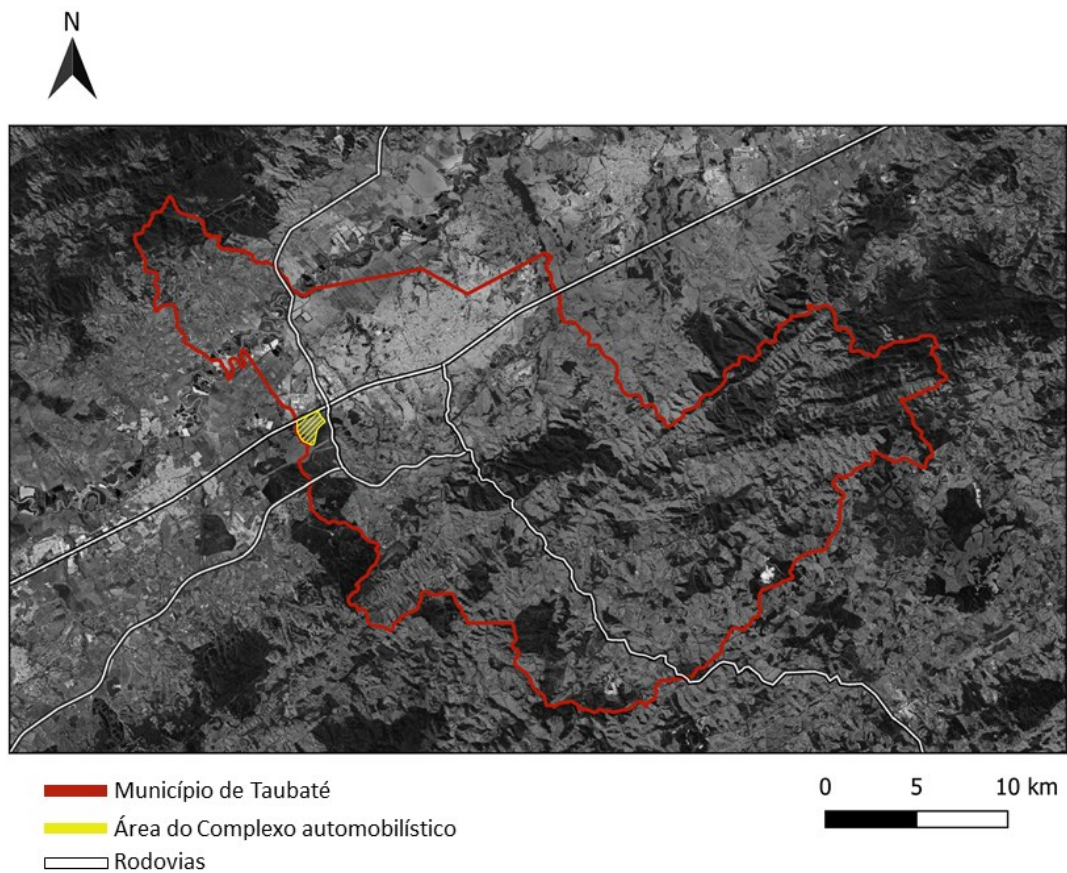 N
Município de Taubaté
Área do Complexo automobilístico
Rodovias
0 5 10 km